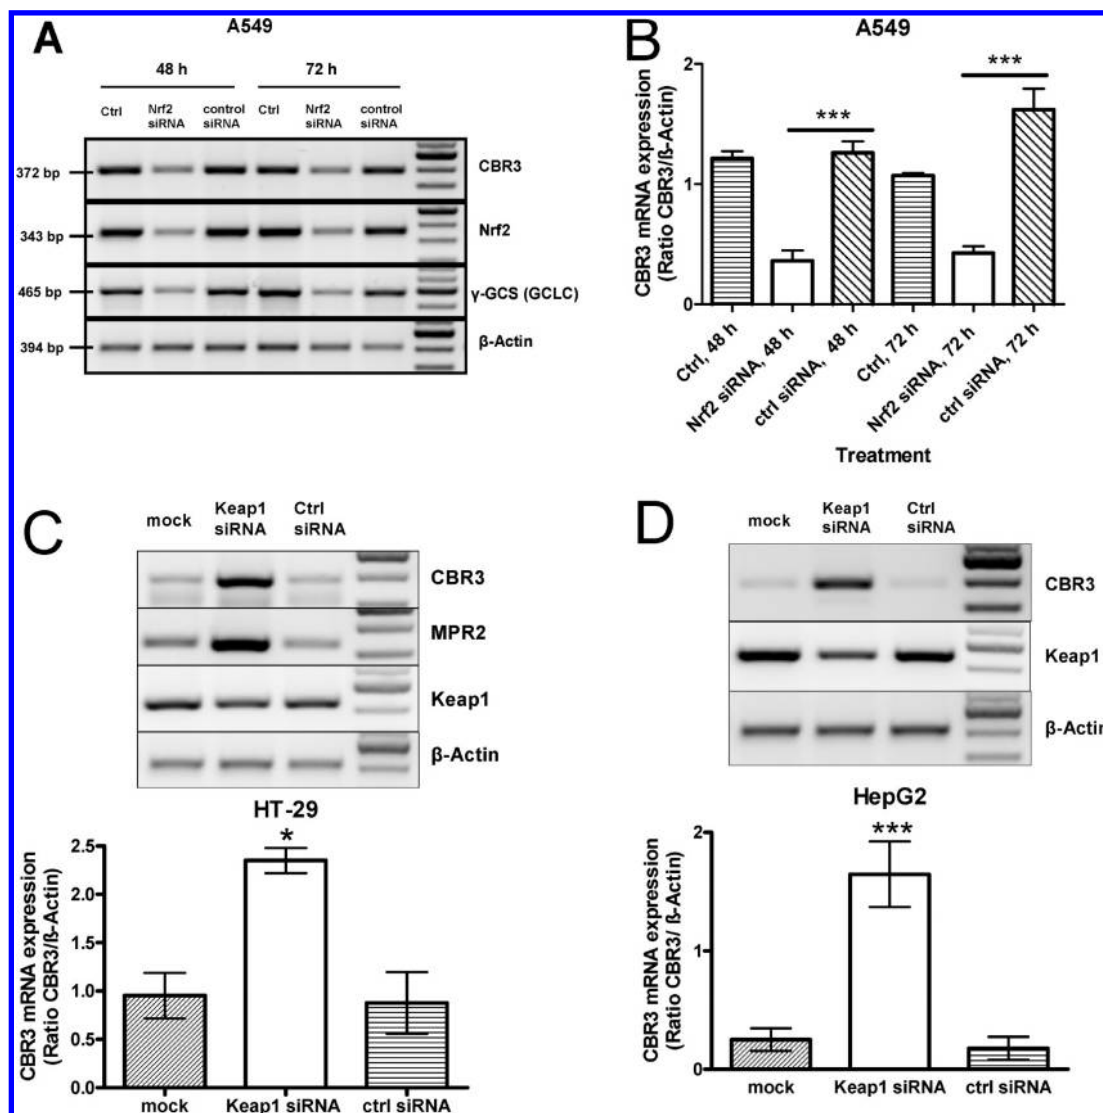 A
A549
48 h
72 h
Ctrl
Nrf2 siRNA
control siRNA
Ctrl
Nrf2 siRNA
control siRNA
372 bp
CBR3
343 bp
Nrf2
465 bp
γ-GCS (GCLC)
394 bp
β-Actin
B
A549
CBR3 mRNA expression
(Ratio CBR3/ß-Actin)
2
1
0
***
***
Ctrl, 48 h
Nrf2 siRNA, 48 h
ctrl siRNA, 48 h
Ctrl, 72 h
Nrf2 siRNA, 72 h
ctrl siRNA, 72 h
Treatment
C
mock
Keap1 siRNA
Ctrl siRNA
CBR3
MPR2
Keap1
β-Actin
HT-29
CBR3 mRNA expression
(Ratio CBR3/ß-Actin)
2.5
2.0
1.5
1.0
0.5
0.0
*
mock
Keap1 siRNA
ctrl siRNA
D
mock
Keap1 siRNA
Ctrl siRNA
CBR3
Keap1
β-Actin
HepG2
CBR3 mRNA expression
(Ratio CBR3/ ß-Actin)
2
1
0
***
mock
Keap1 siRNA
ctrl siRNA